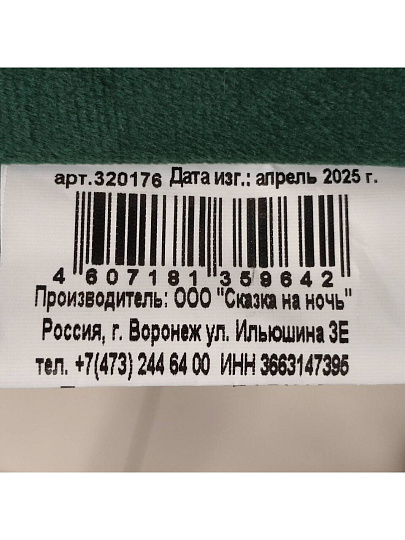 арт.320176 Дата изг.: апрель 2025 г.
4 607181 359642
Производитель: ООО "Сказка на ночь"
Россия, г. Воронеж ул. Ильюшина 3Е
тел. +7(473) 244 64 00 ИНН 3663147395